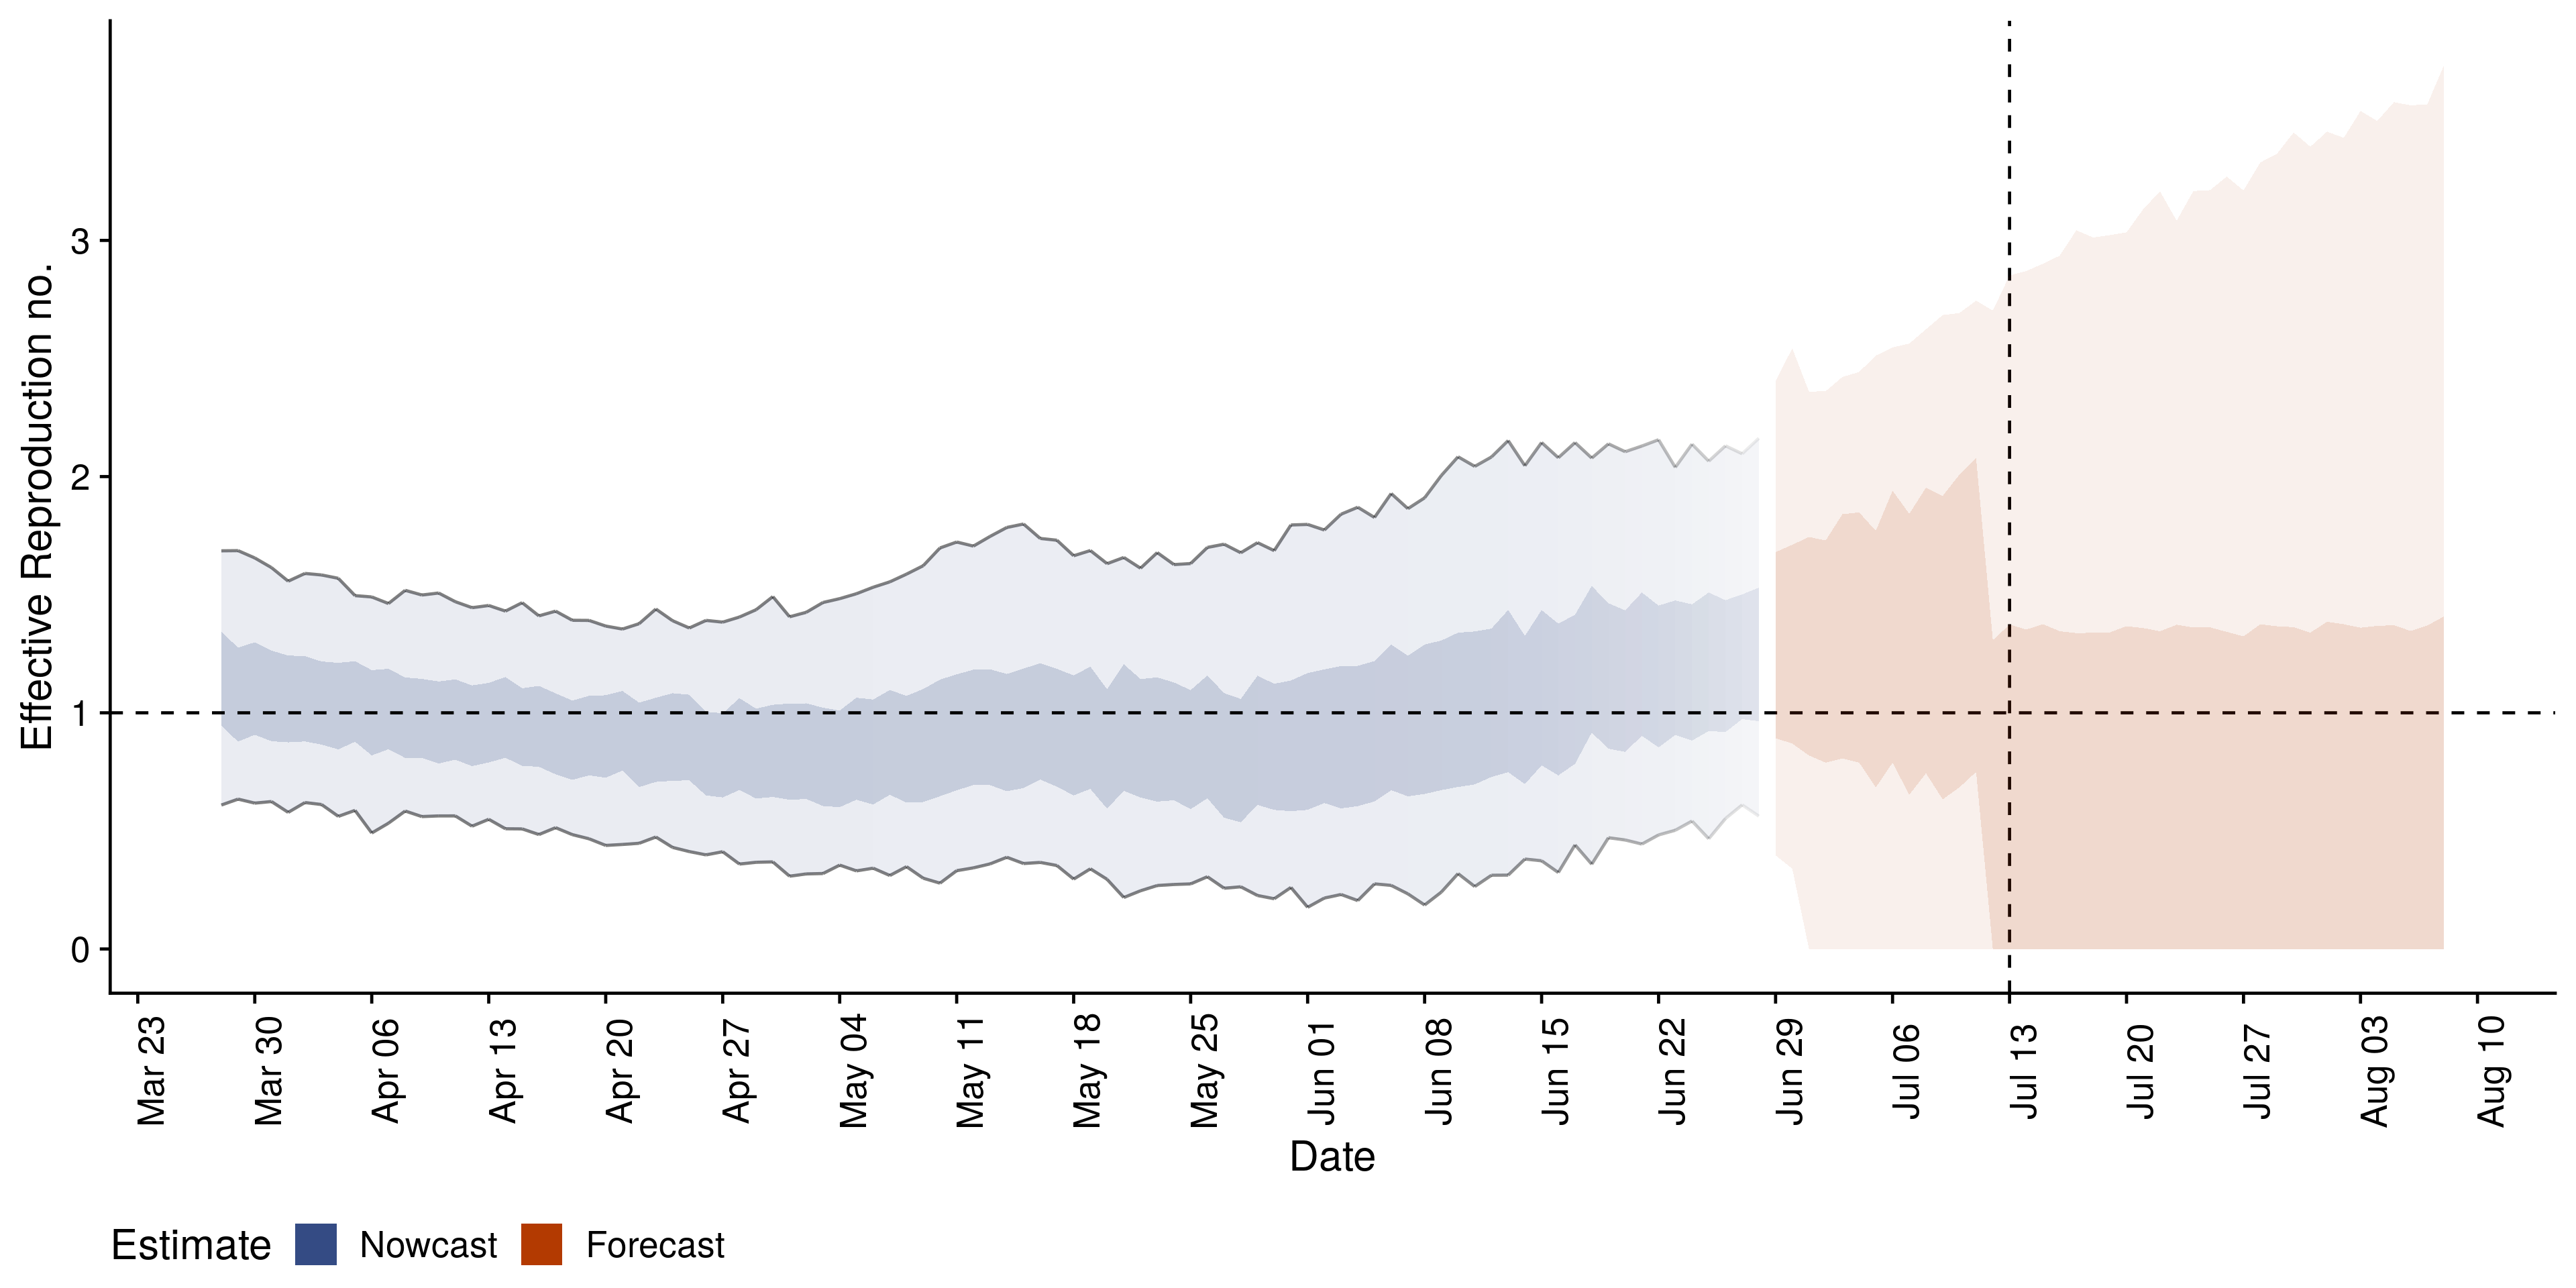 Effective Reproduction no.
3
2
1
0
Mar 23
Mar 30
Apr 06
Apr 13
Apr 20
Apr 27
May 04
May 11
May 18
May 25
Jun 01
Jun 08
Jun 15
Jun 22
Jun 29
Jul 06
Jul 13
Jul 20
Jul 27
Aug 03
Aug 10
Date
Estimate Nowcast Forecast